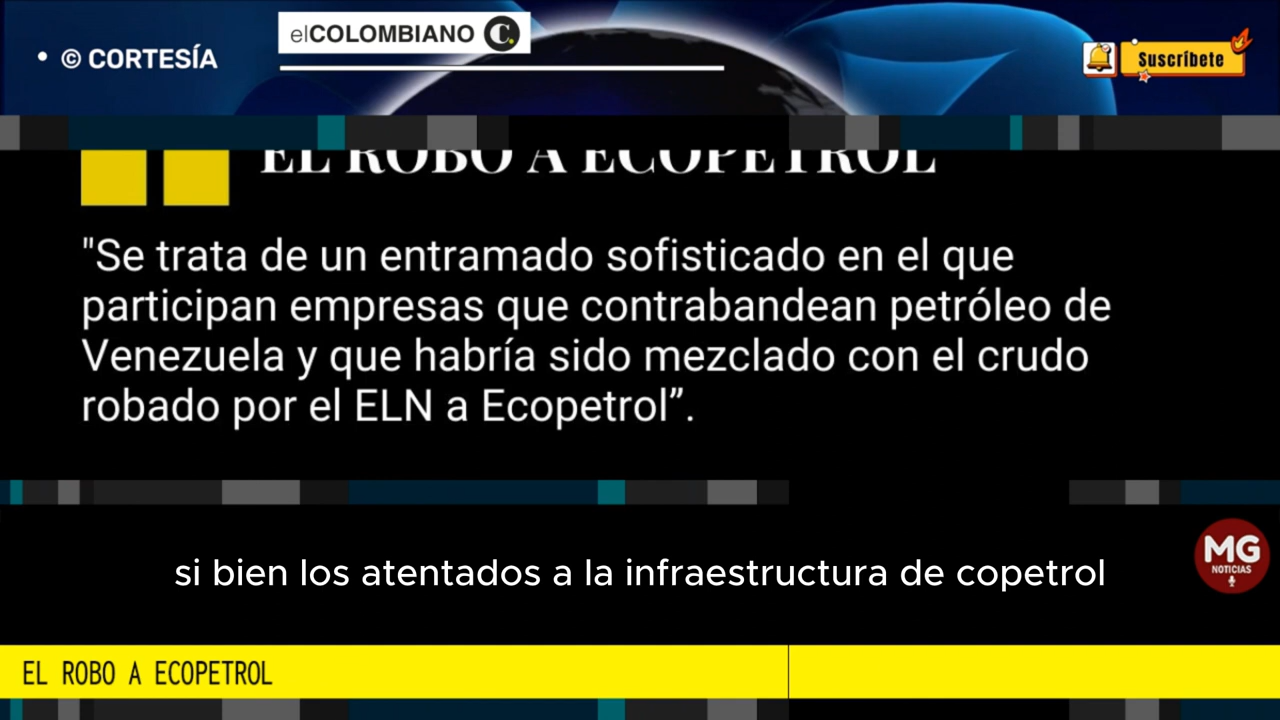 © CORTESÍA
elCOLOMBIANO C.
Suscríbete
EL ROBO A ECOPETROL
"Se trata de un entramado sofisticado en el que
participan empresas que contrabandean petróleo de
Venezuela y que habría sido mezclado con el crudo
robado por el ELN a Ecopetrol”.
si bien los atentados a la infraestructura de copetrol
MG
NOTICIAS
EL ROBO A ECOPETROL